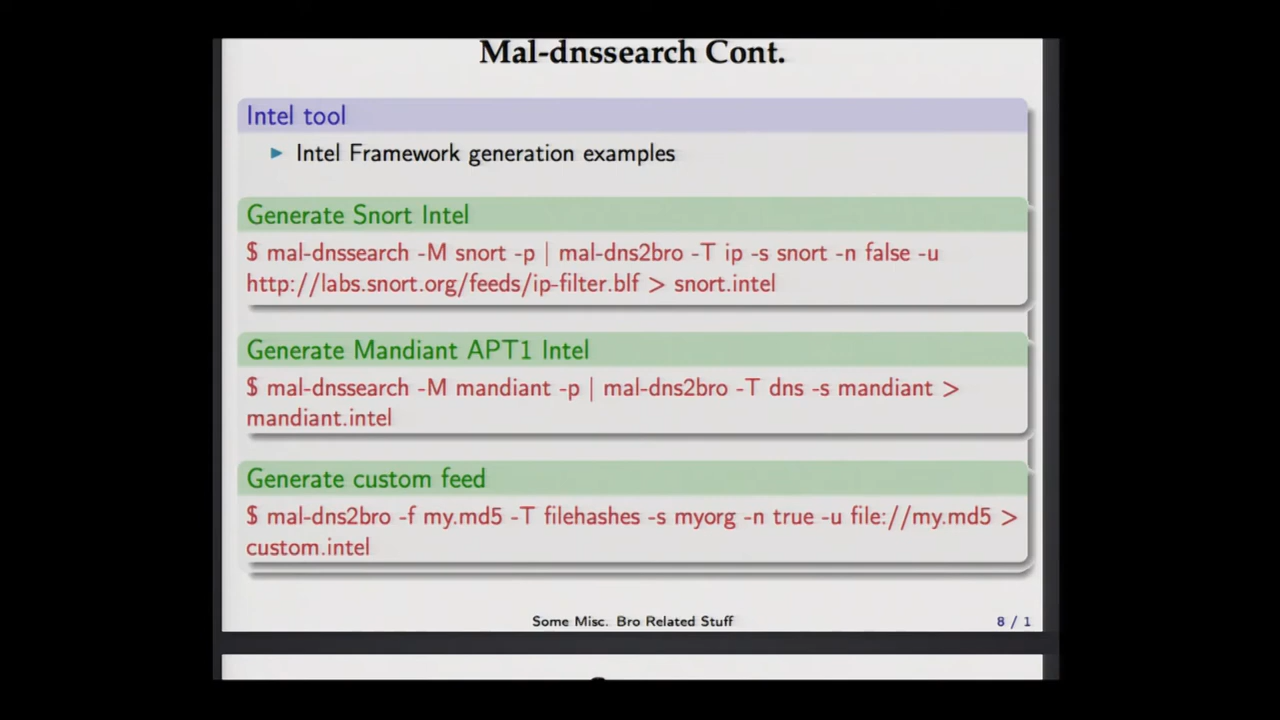 Mal-dnssearch Cont.
Intel tool
▶ Intel Framework generation examples
Generate Snort Intel
$ mal-dnssearch -M snort -p | mal-dns2bro -T ip -s snort -n false -u
http://labs.snort.org/feeds/ip-filter.blf > snort.intel
Generate Mandiant APT1 Intel
$ mal-dnssearch -M mandiant -p | mal-dns2bro -T dns -s mandiant >
mandiant.intel
Generate custom feed
$ mal-dns2bro -f my.md5 -T filehashes -s myorg -n true -u file://my.md5 >
custom.intel
Some Misc. Bro Related Stuff
8 / 1